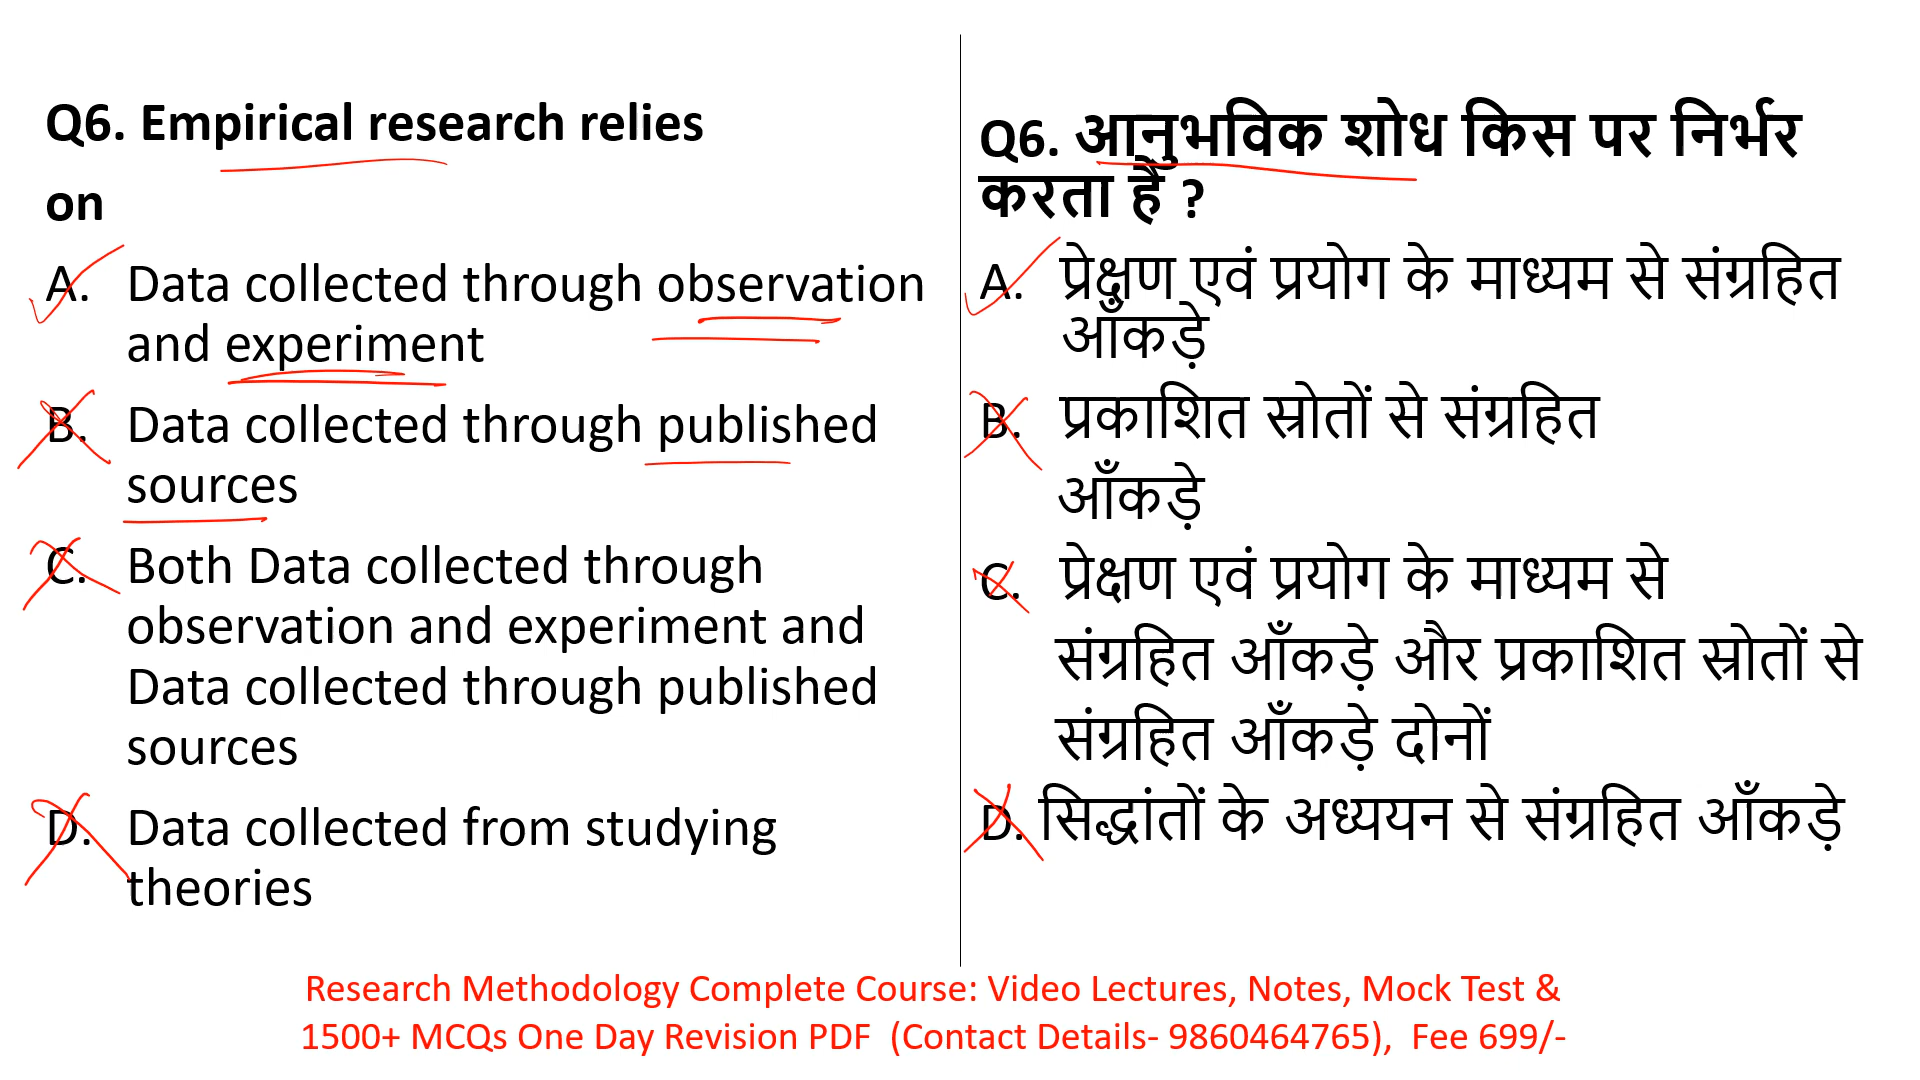 Q6. Empirical research relies
on
A. Data collected through observation
and experiment
B. Data collected through published
sources
C. Both Data collected through
observation and experiment and
Data collected through published
sources
D. Data collected from studying
theories
Q6. आनुभविक शोध किस पर निर्भर
करता है ?
A. प्रेक्षण एवं प्रयोग के माध्यम से संग्रहित
आँकड़े
B. प्रकाशित स्रोतों से संग्रहित
आँकड़े
C. प्रेक्षण एवं प्रयोग के माध्यम से
संग्रहित आँकड़े और प्रकाशित स्रोतों से
संग्रहित आँकड़े दोनों
D. सिद्धांतों के अध्ययन से संग्रहित आँकड़े
Research Methodology Complete Course: Video Lectures, Notes, Mock Test &
1500+ MCQs One Day Revision PDF (Contact Details- 9860464765), Fee 699/-